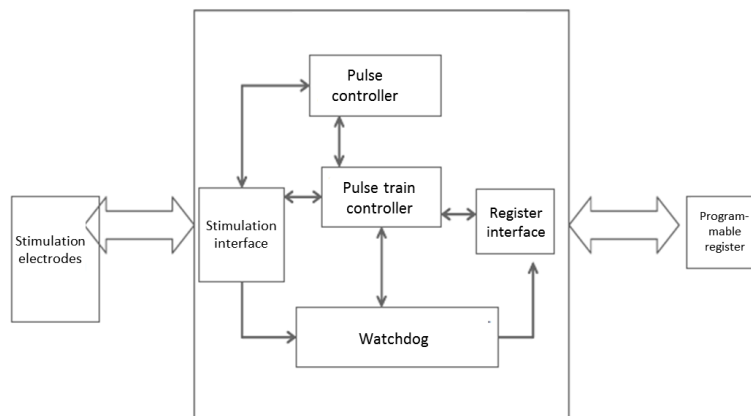 Pulse
controller
Pulse train
controller
Stimulation
electrodes
Stimulation
interface
Register
interface
Program-
mable
register
Watchdog